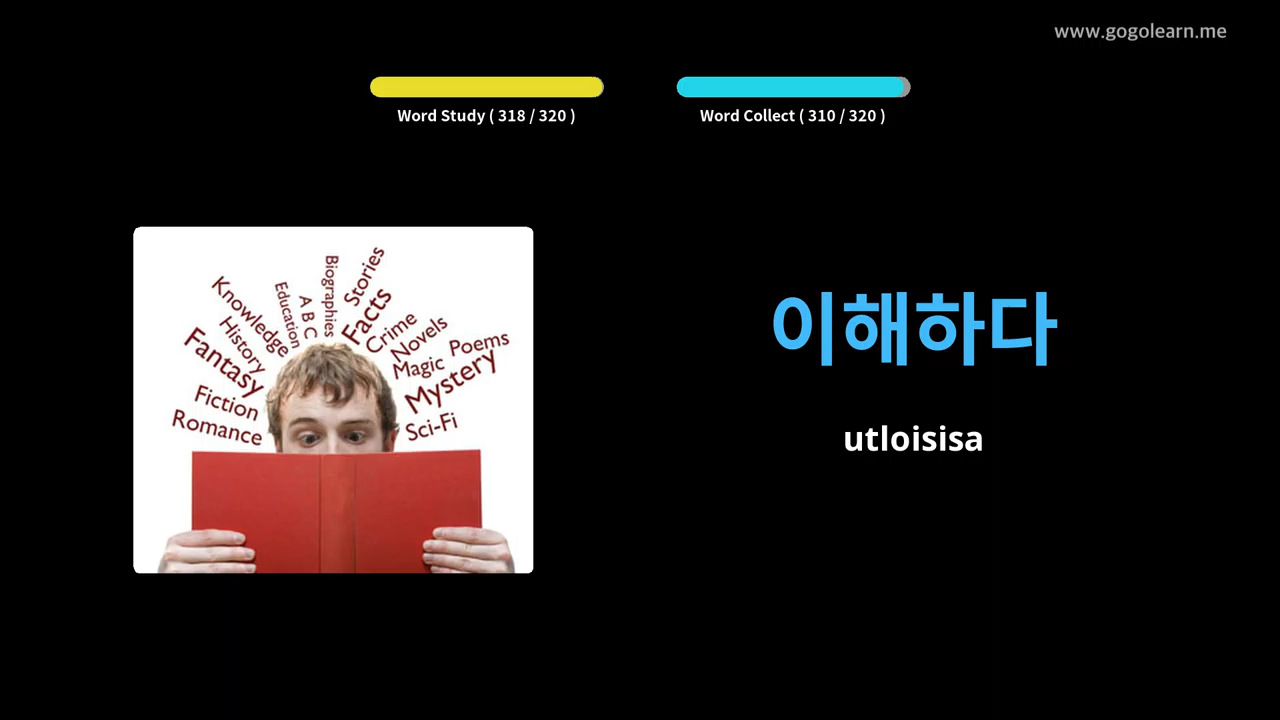 www.gogolearn.me
Word Study ( 318 / 320 )
Word Collect ( 310 / 320 )
Knowledge
History
Fantasy
Fiction
Romance
Education
A B C
Biographies
Stories
Facts
Crime
Novels
Magic
Poems
Mystery
Sci-Fi
이해하다
utloisisa